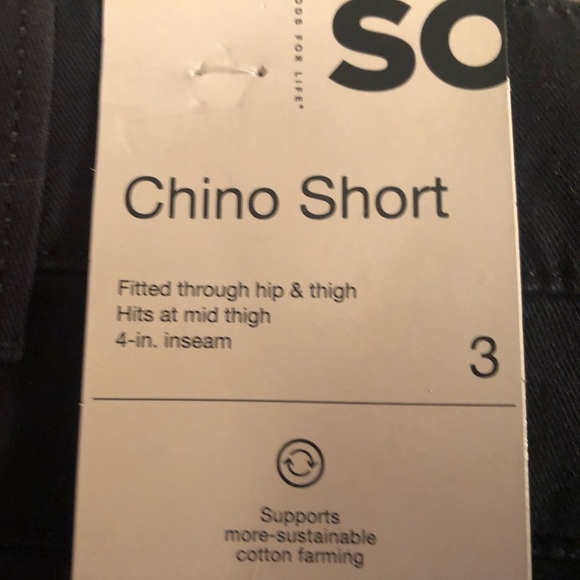 SO
ODS FOR LIFE®
Chino Short
Fitted through hip & thigh
Hits at mid thigh
4-in. inseam
3
Supports
more-sustainable
cotton farming